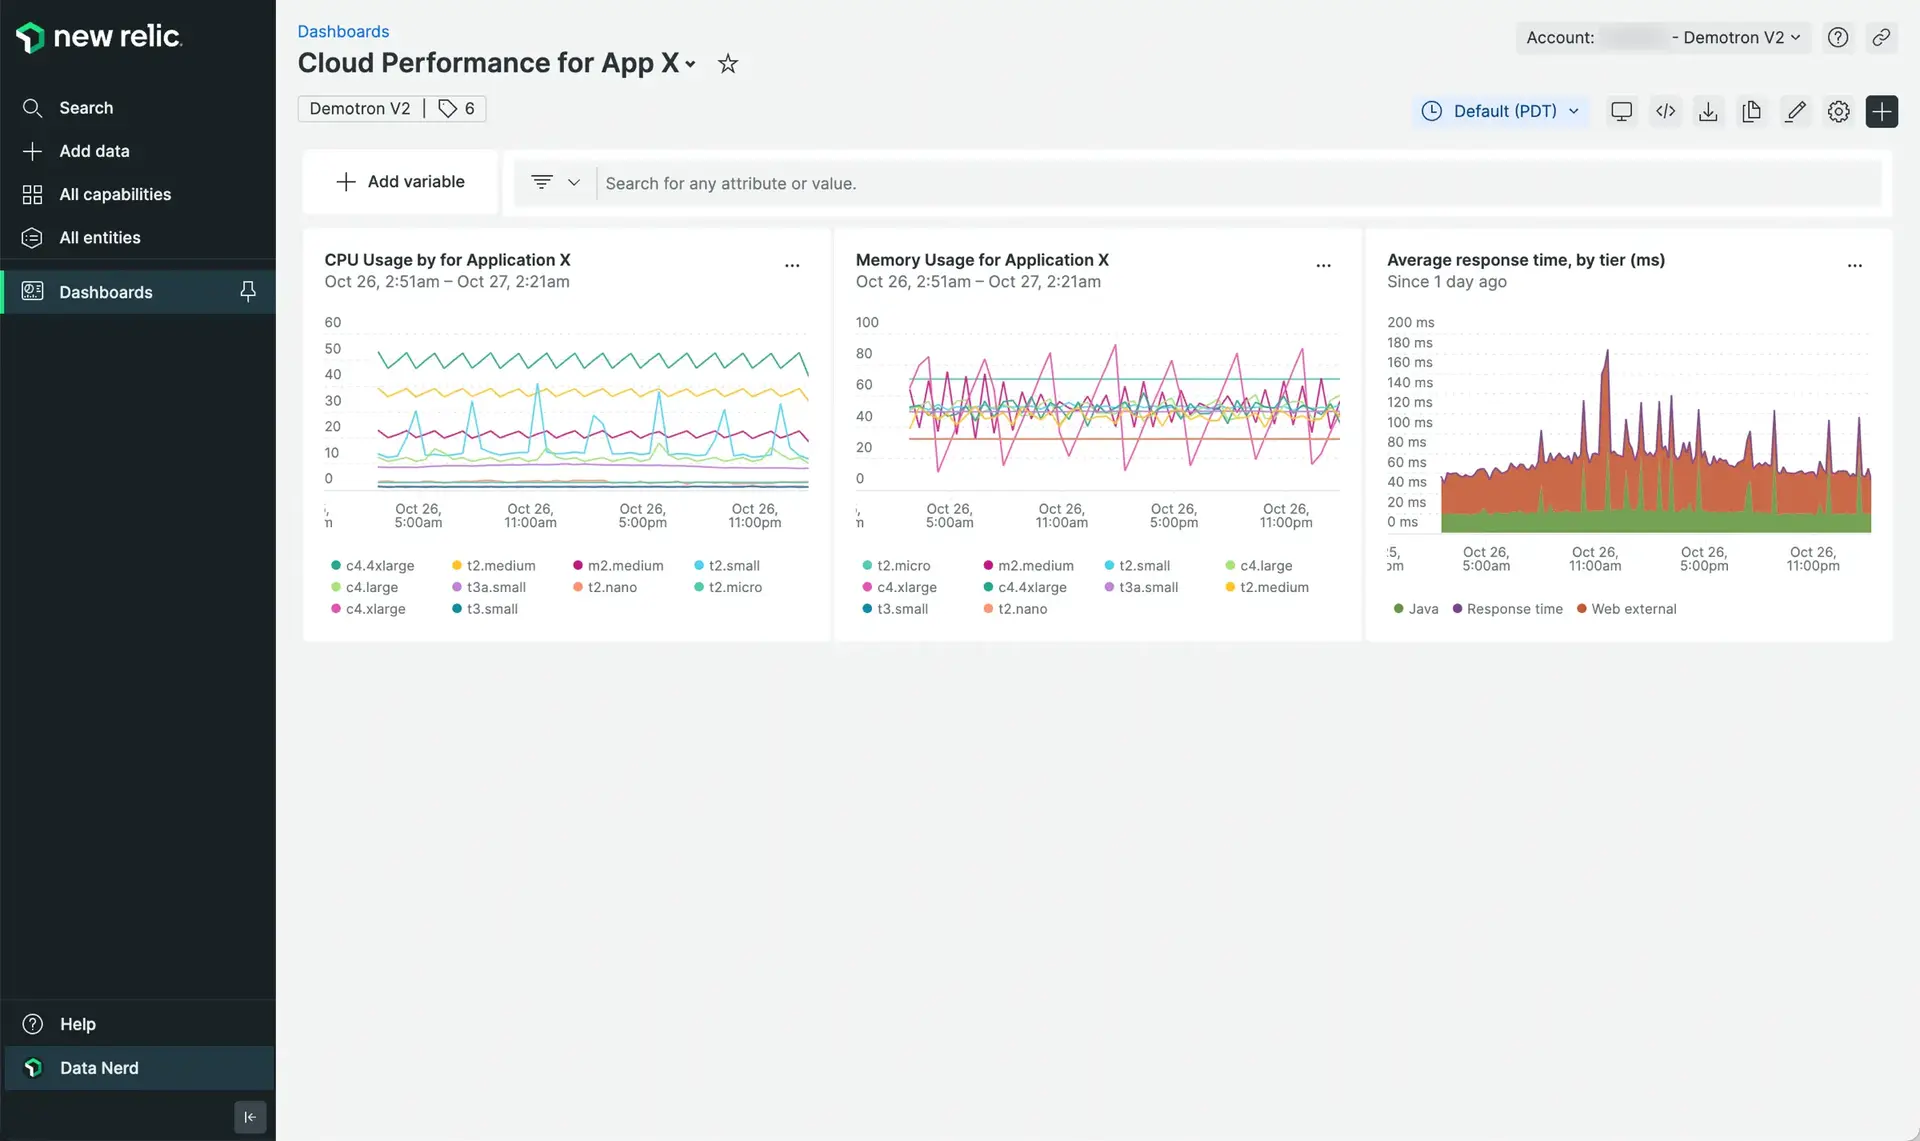 new relic
Search
Add data
All capabilities
All entities
Dashboards
Help
Data Nerd
Dashboards
Cloud Performance for App X
Account:
- Demotron V2
Demotron V2 | 6
Default (PDT)
Add variable
Search for any attribute or value.
CPU Usage by for Application X
Oct 26, 2:51am – Oct 27, 2:21am
60
50
40
30
20
10
0
Oct 26,
5:00am
Oct 26,
11:00am
Oct 26,
5:00pm
Oct 26,
11:00pm
c4.4xlarge t2.medium m2.medium t2.small
c4.large t3a.small t2.nano t2.micro
c4.xlarge t3.small
Memory Usage for Application X
Oct 26, 2:51am – Oct 27, 2:21am
100
80
60
40
20
0
Oct 26,
5:00am
Oct 26,
11:00am
Oct 26,
5:00pm
Oct 26,
11:00pm
t2.micro m2.medium t2.small c4.large
c4.xlarge c4.4xlarge t3a.small t2.medium
t3.small t2.nano
Average response time, by tier (ms)
Since 1 day ago
200 ms
180 ms
160 ms
140 ms
120 ms
100 ms
80 ms
60 ms
40 ms
20 ms
0 ms
Oct 26,
5:00am
Oct 26,
11:00am
Oct 26,
5:00pm
Oct 26,
11:00pm
Java Response time Web external